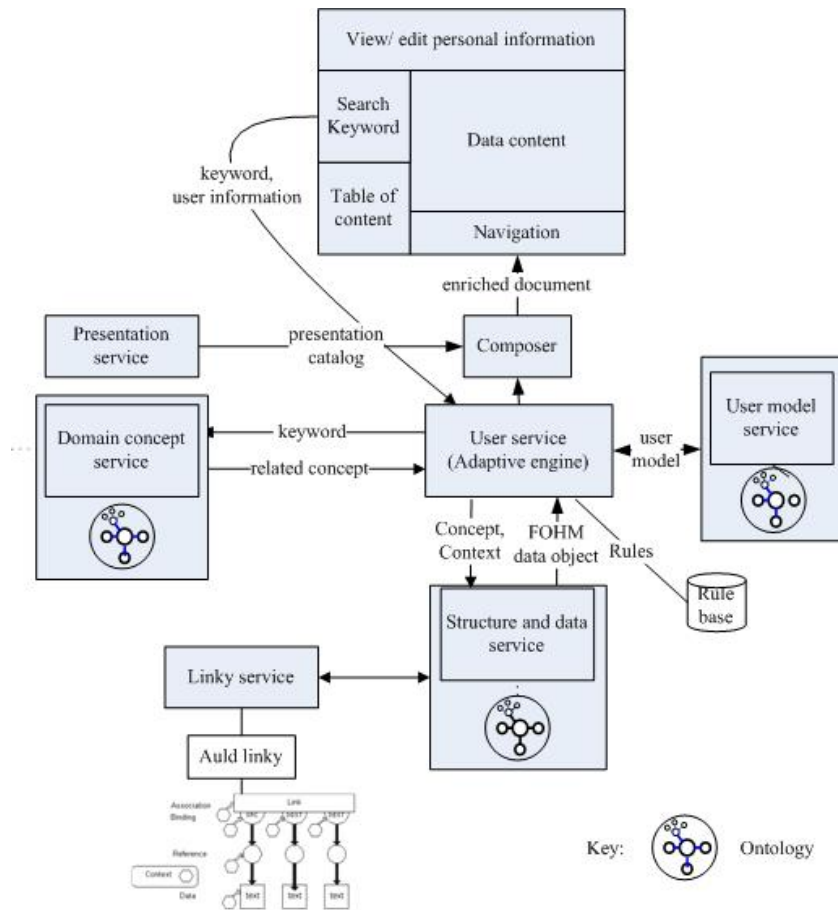 View/ edit personal information
Search
Keyword
Data content
Table of
content
Navigation
keyword,
user information
enriched document
Presentation
service
presentation
catalog
Composer
Domain concept
service
keyword
related concept
User service
(Adaptive engine)
user
model
User model
service
Concept,
Context
FOHM
data object
Rules
Rule
base
Structure and data
service
Linky service
Auld linky
Association
Link
Binding
Reference
Context
Data
text
text
text
Key:
Ontology